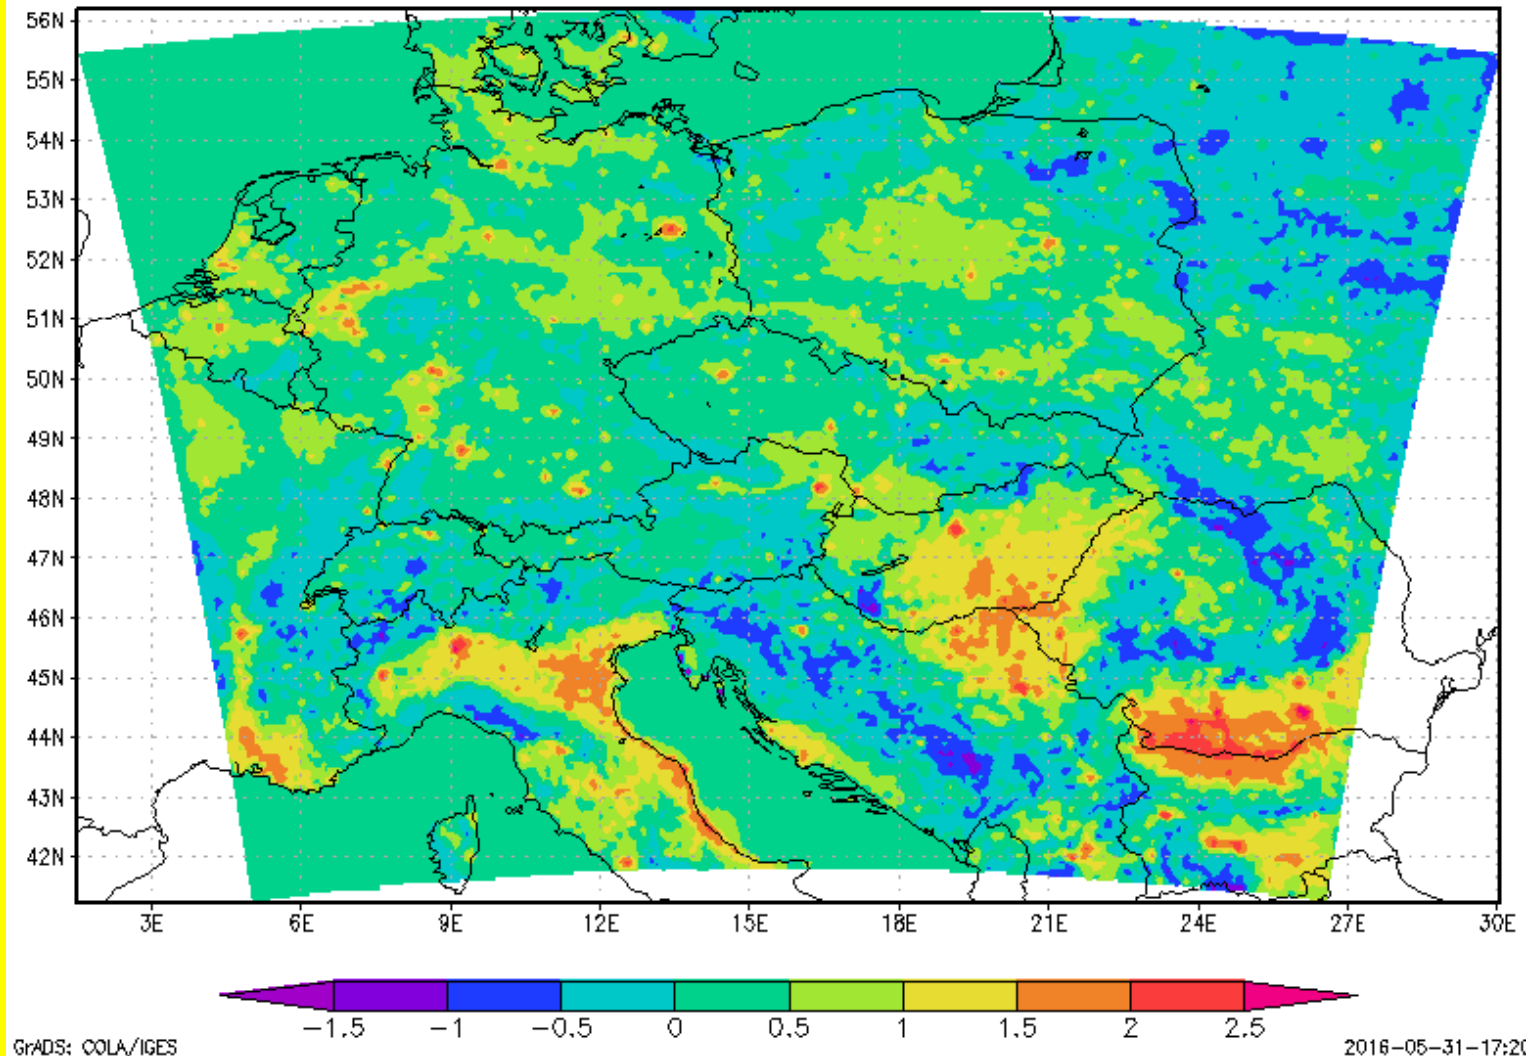 56N
55N
54N
53N
52N
51N
50N
49N
48N
47N
46N
45N
44N
43N
42N
3E 6E 9E 12E 15E 18E 21E 24E 27E 30E
-1.5 -1 -0.5 0 0.5 1 1.5 2 2.5
GrADS: COLA/IGES 2016-05-31-17:20